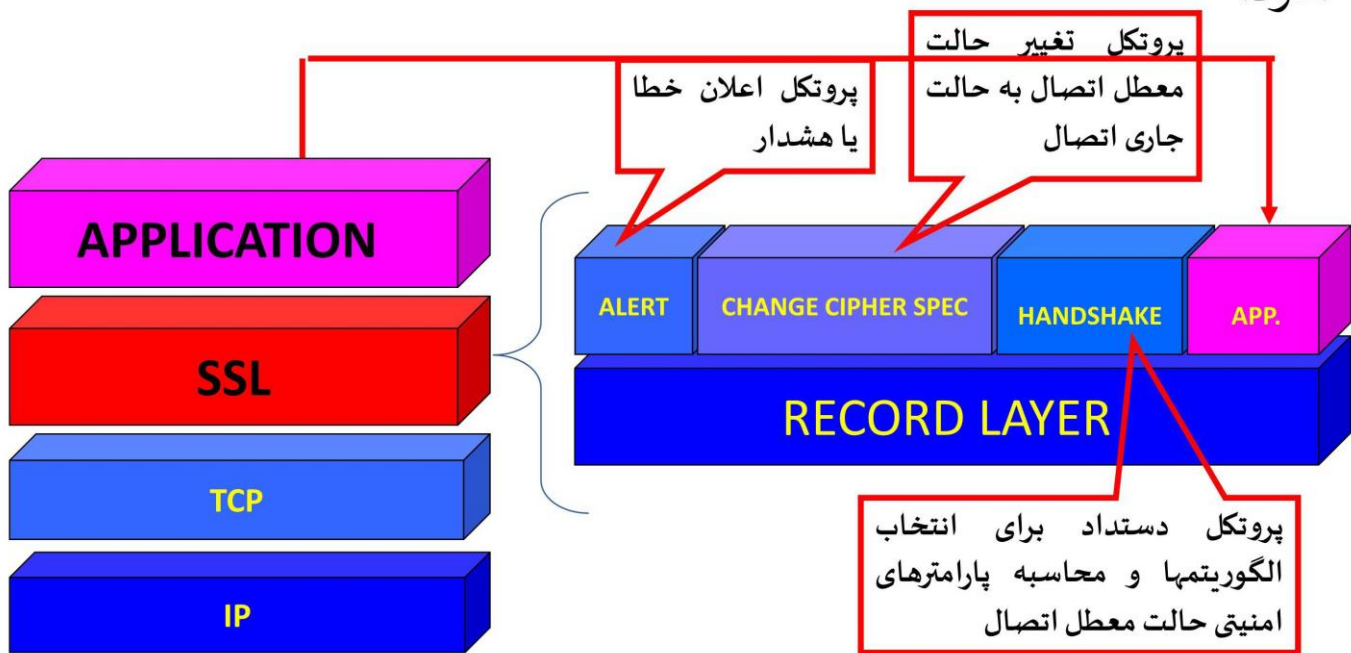 پروتکل تغییر حالت
معطل اتصال به حالت
جاری اتصال
پروتکل اعلان خطا
یا هشدار
APPLICATION
SSL
TCP
IP
ALERT
CHANGE CIPHER SPEC
HANDSHAKE
APP.
RECORD LAYER
پروتکل دستداد برای انتخاب
الگوریتمها و محاسبه پارامترهای
امنیتی حالت معطل اتصال